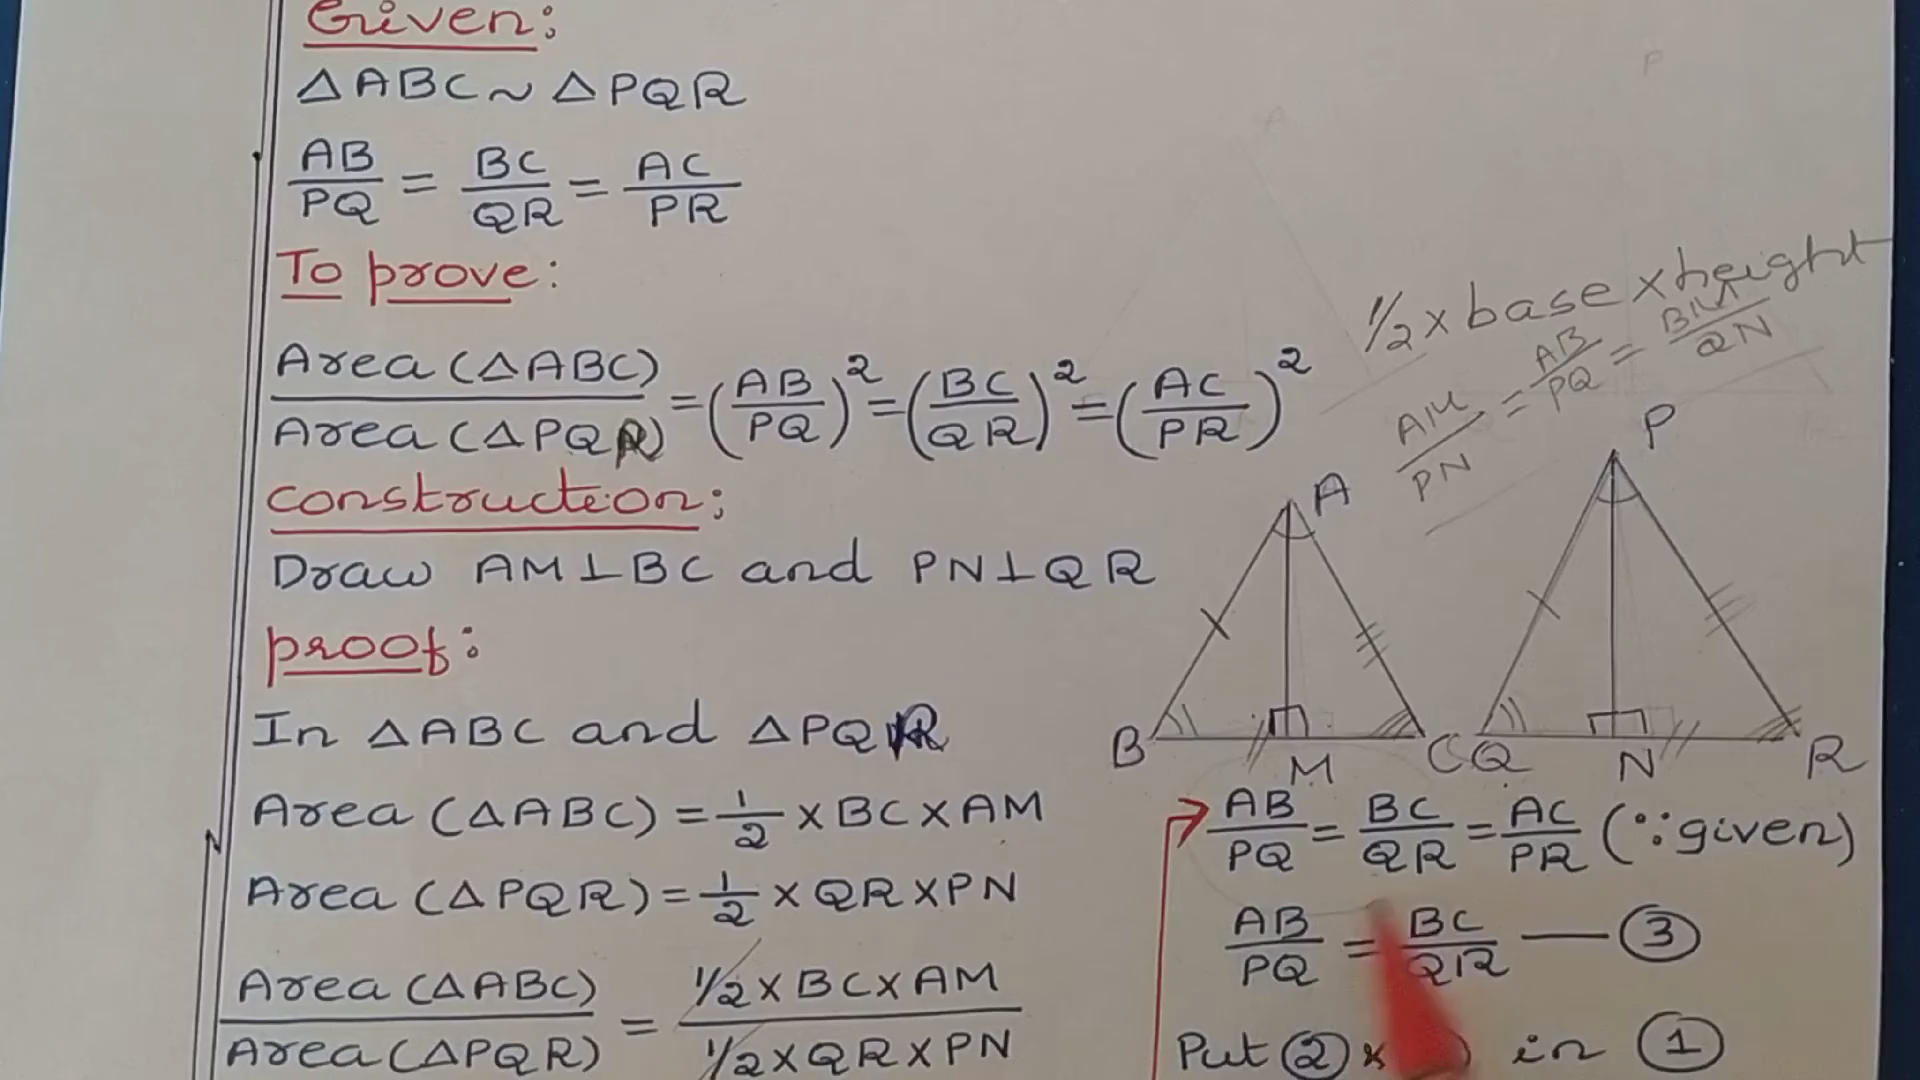 Given:
△ABC ~ △PQR
AB/PQ = BC/QR = AC/PR
To prove:
Area (△ABC)/Area (△PQR) = (AB/PQ)² = (BC/QR)² = (AC/PR)²
construction:
Draw AM⊥BC and PN⊥QR
proof:
In △ABC and △PQR
Area (△ABC) = 1/2 × BC × AM
Area (△PQR) = 1/2 × QR × PN
Area (△ABC)/Area (△PQR) = 1/2 × BC × AM/1/2 × QR × PN
1/2 × base × height
AM/PN = AB/PQ = BM/QN
A
P
B M C Q N R
AB/PQ = BC/QR = AC/PR (∵ given)
AB/PQ = BC/QR — ③
Put ② × in ①